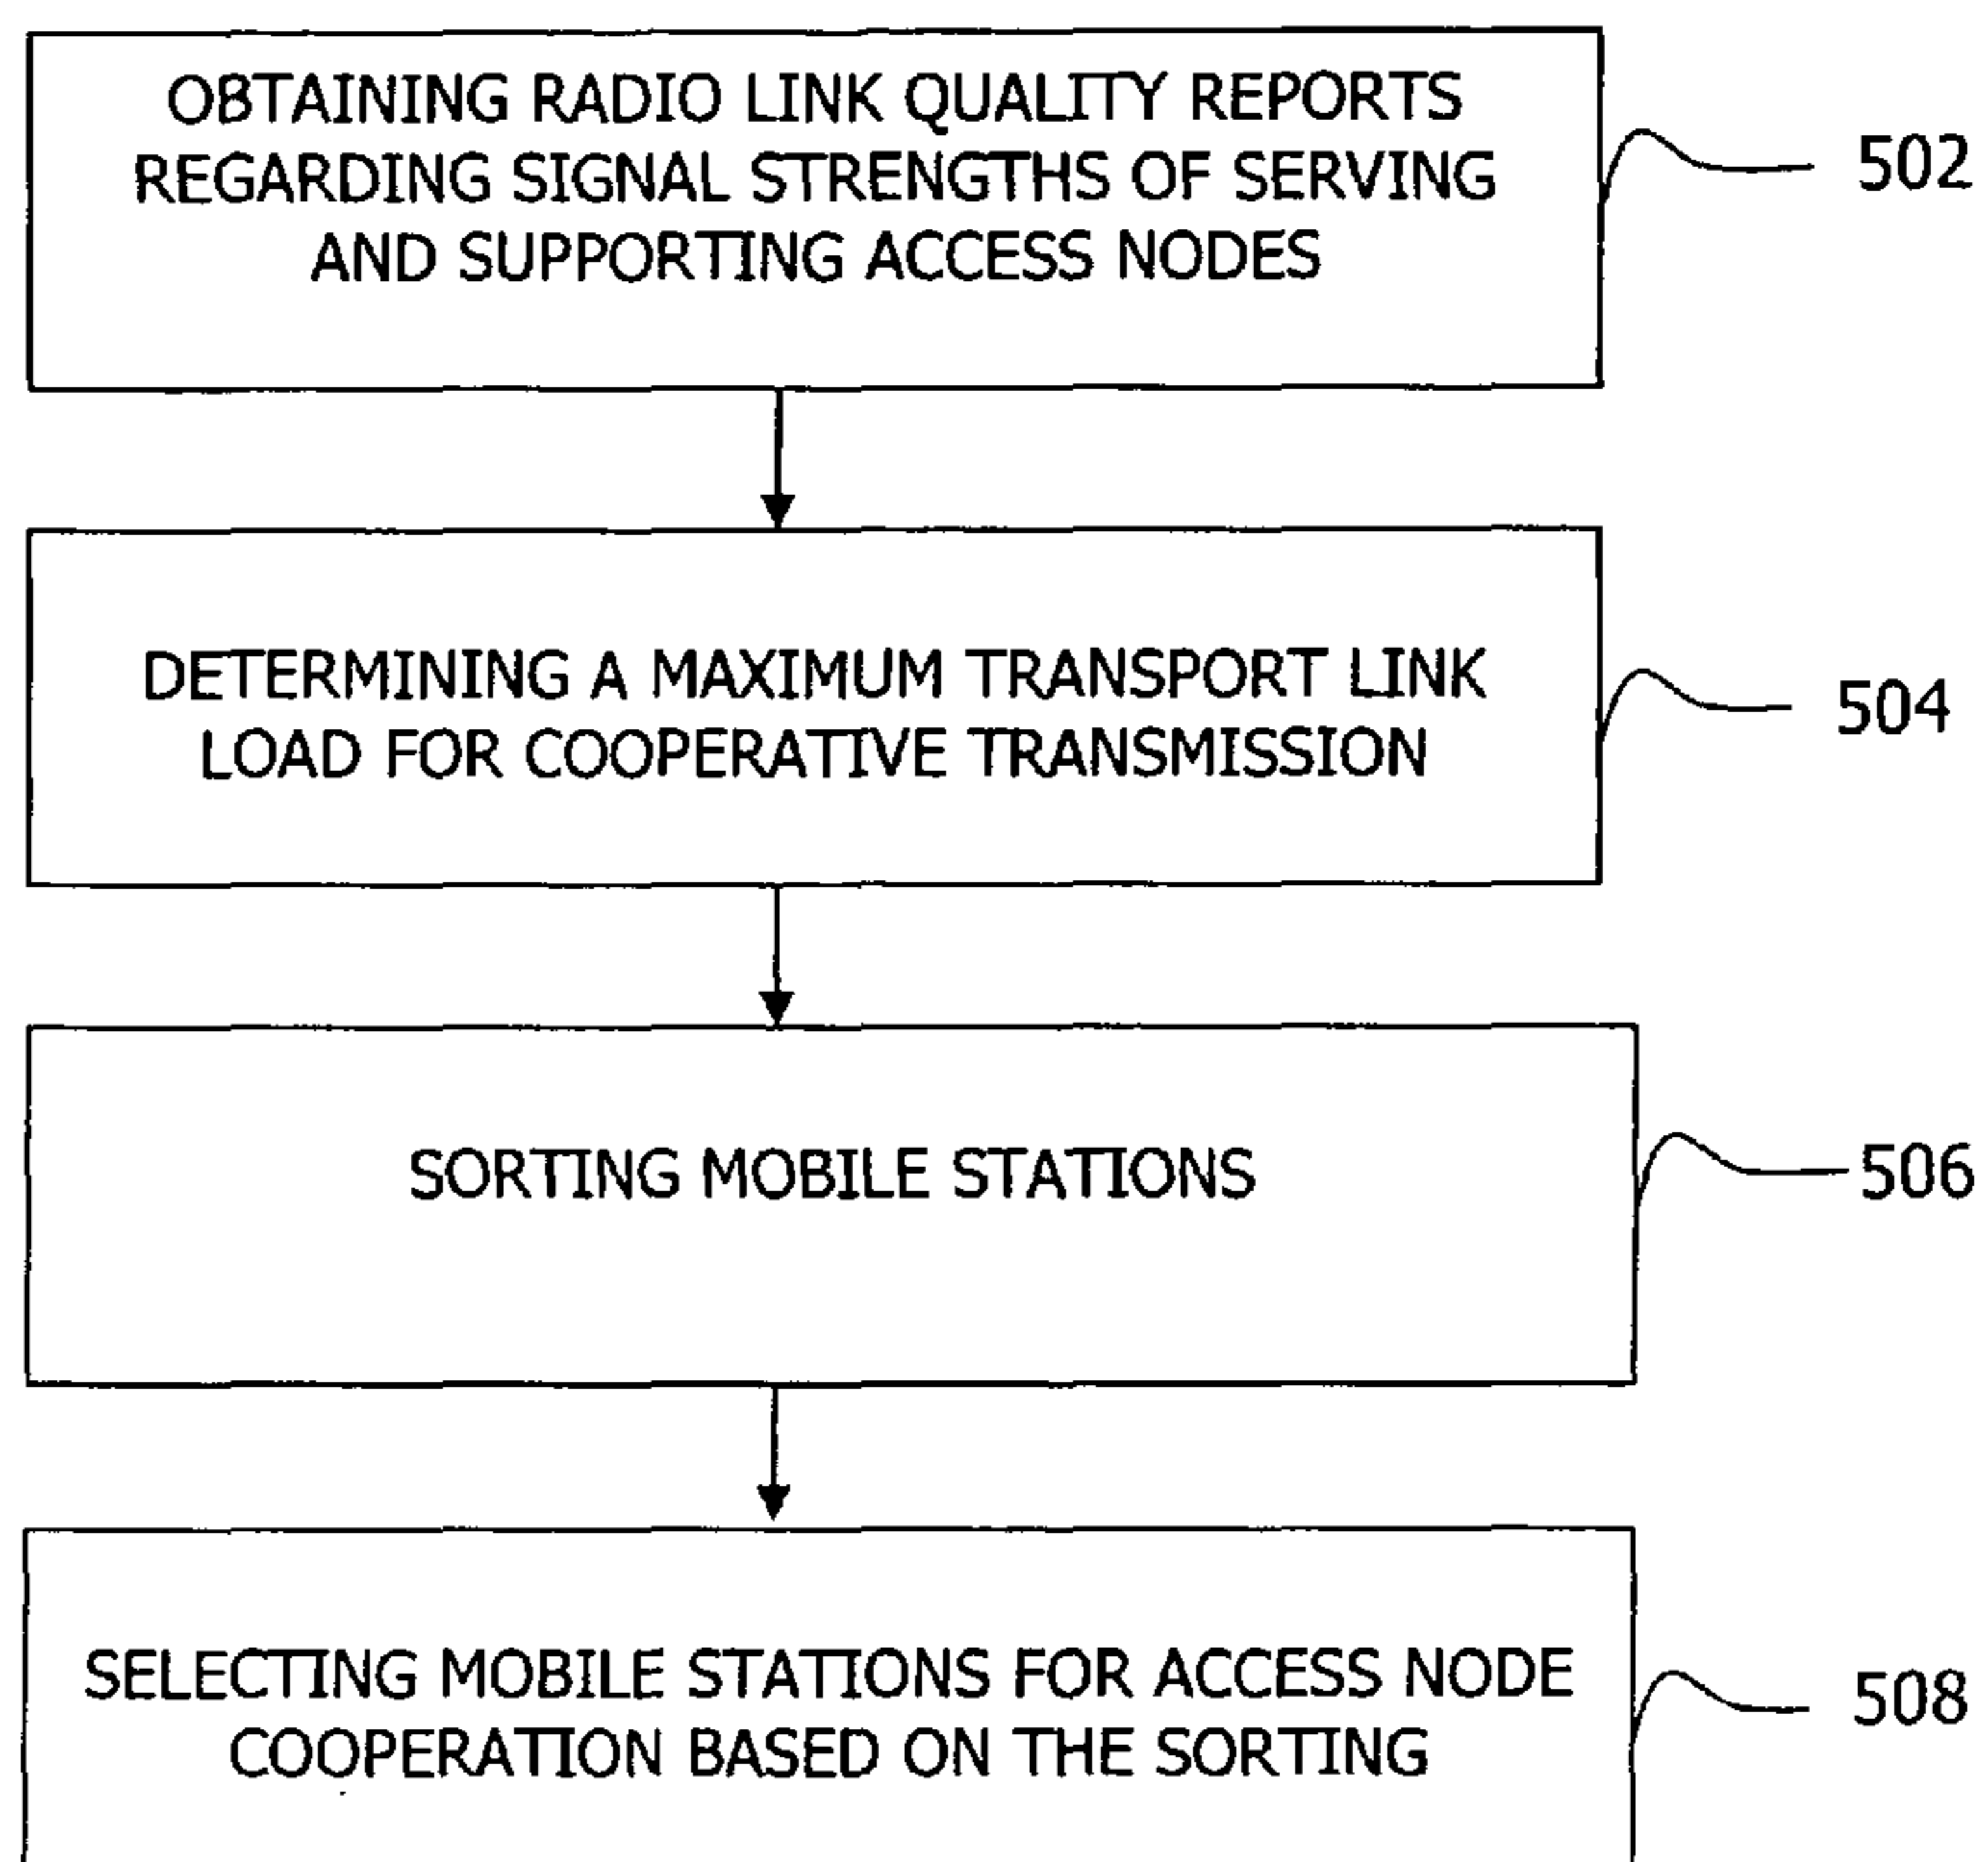 OBTAINING RADIO LINK QUALITY REPORTS
REGARDING SIGNAL STRENGTHS OF SERVING
AND SUPPORTING ACCESS NODES
502
DETERMINING A MAXIMUM TRANSPORT LINK
LOAD FOR COOPERATIVE TRANSMISSION
504
SORTING MOBILE STATIONS
506
SELECTING MOBILE STATIONS FOR ACCESS NODE
COOPERATION BASED ON THE SORTING
508